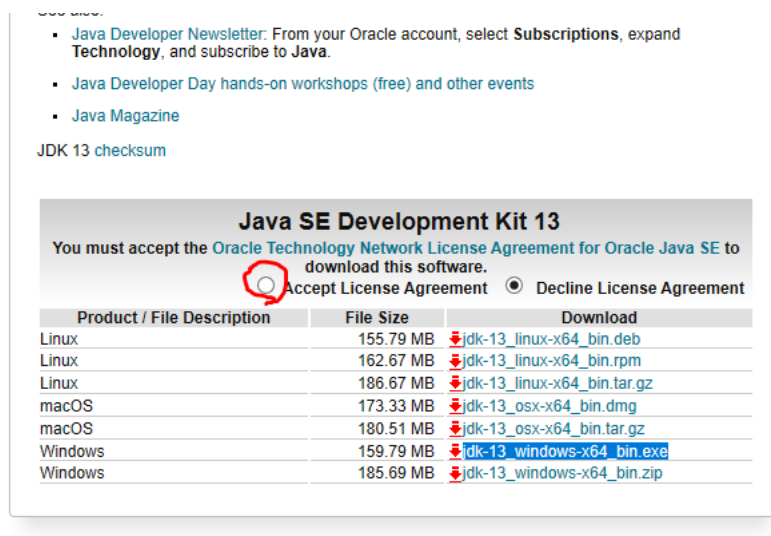 Java Developer Newsletter: From your Oracle account, select Subscriptions, expand
Technology, and subscribe to Java.
Java Developer Day hands-on workshops (free) and other events
Java Magazine
JDK 13 checksum
Java SE Development Kit 13
You must accept the Oracle Technology Network License Agreement for Oracle Java SE to
download this software.
Accept License Agreement Decline License Agreement
Product / File Description File Size Download
Linux 155.79 MB jdk-13_linux-x64_bin.deb
Linux 162.67 MB jdk-13_linux-x64_bin.rpm
Linux 186.67 MB jdk-13_linux-x64_bin.tar.gz
macOS 173.33 MB jdk-13_osx-x64_bin.dmg
macOS 180.51 MB jdk-13_osx-x64_bin.tar.gz
Windows 159.79 MB jdk-13_windows-x64_bin.exe
Windows 185.69 MB jdk-13_windows-x64_bin.zip